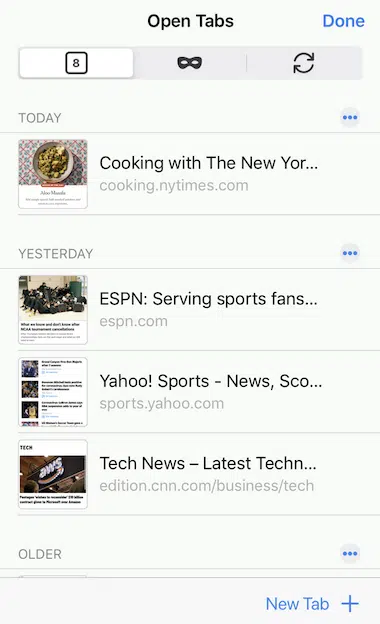 Open Tabs
Done
8
TODAY
Aloo Masala
Cooking with The New Yor...
cooking.nytimes.com
YESTERDAY
What we know and don't know after
NCAA tournament cancellations
ESPN: Serving sports fans...
espn.com
Yahoo! Sports - News, Sco...
sports.yahoo.com
TECH
aws
Tech News – Latest Techn...
edition.cnn.com/business/tech
OLDER
New Tab